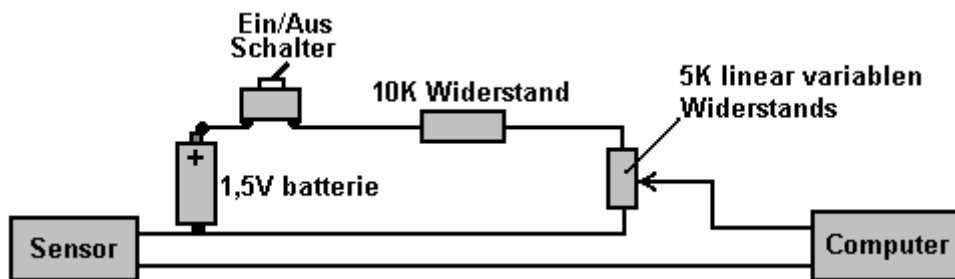 Ein/Aus
Schalter
10K Widerstand
5K linear variablen
Widerstands
+
1,5V batterie
Sensor
Computer